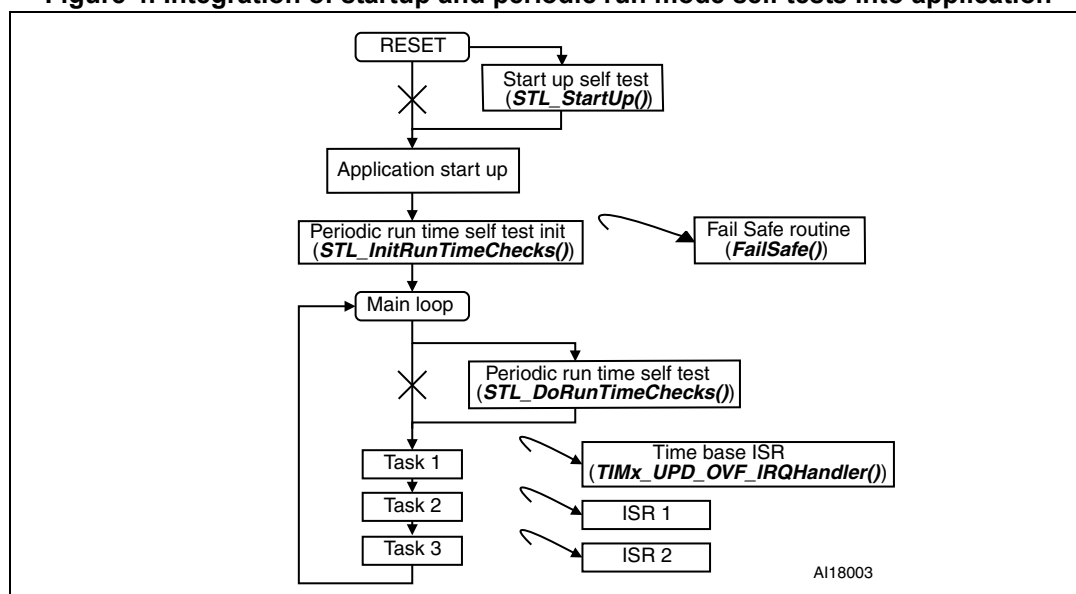 Figure 4. Integration of startup and periodic run mode self tests into application
RESET
Start up self test
(STL_StartUp())
Application start up
Periodic run time self test init
(STL_InitRunTimeChecks())
Fail Safe routine
(FailSafe())
Main loop
Periodic run time self test
(STL_DoRunTimeChecks())
Task 1
Time base ISR
(TIMx_UPD_OVF_IRQHandler())
Task 2
ISR 1
Task 3
ISR 2
AI18003